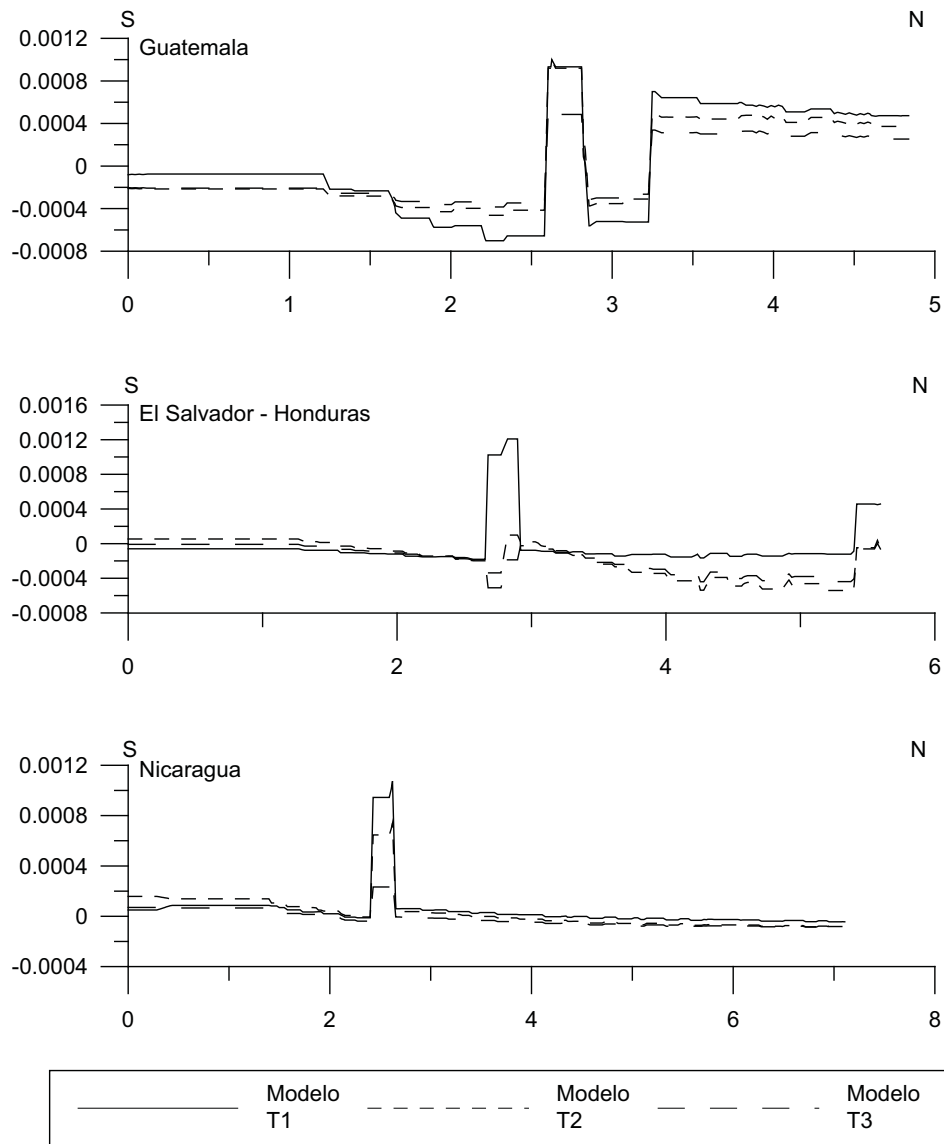 S N
0.0012 Guatemala
0.0008
0.0004
0
-0.0004
-0.0008
0 1 2 3 4 5
S N
0.0016 El Salvador - Honduras
0.0012
0.0008
0.0004
0
-0.0004
-0.0008
0 2 4 6
S N
0.0012 Nicaragua
0.0008
0.0004
0
-0.0004
0 2 4 6 8
Modelo Modelo Modelo
T1 T2 T3